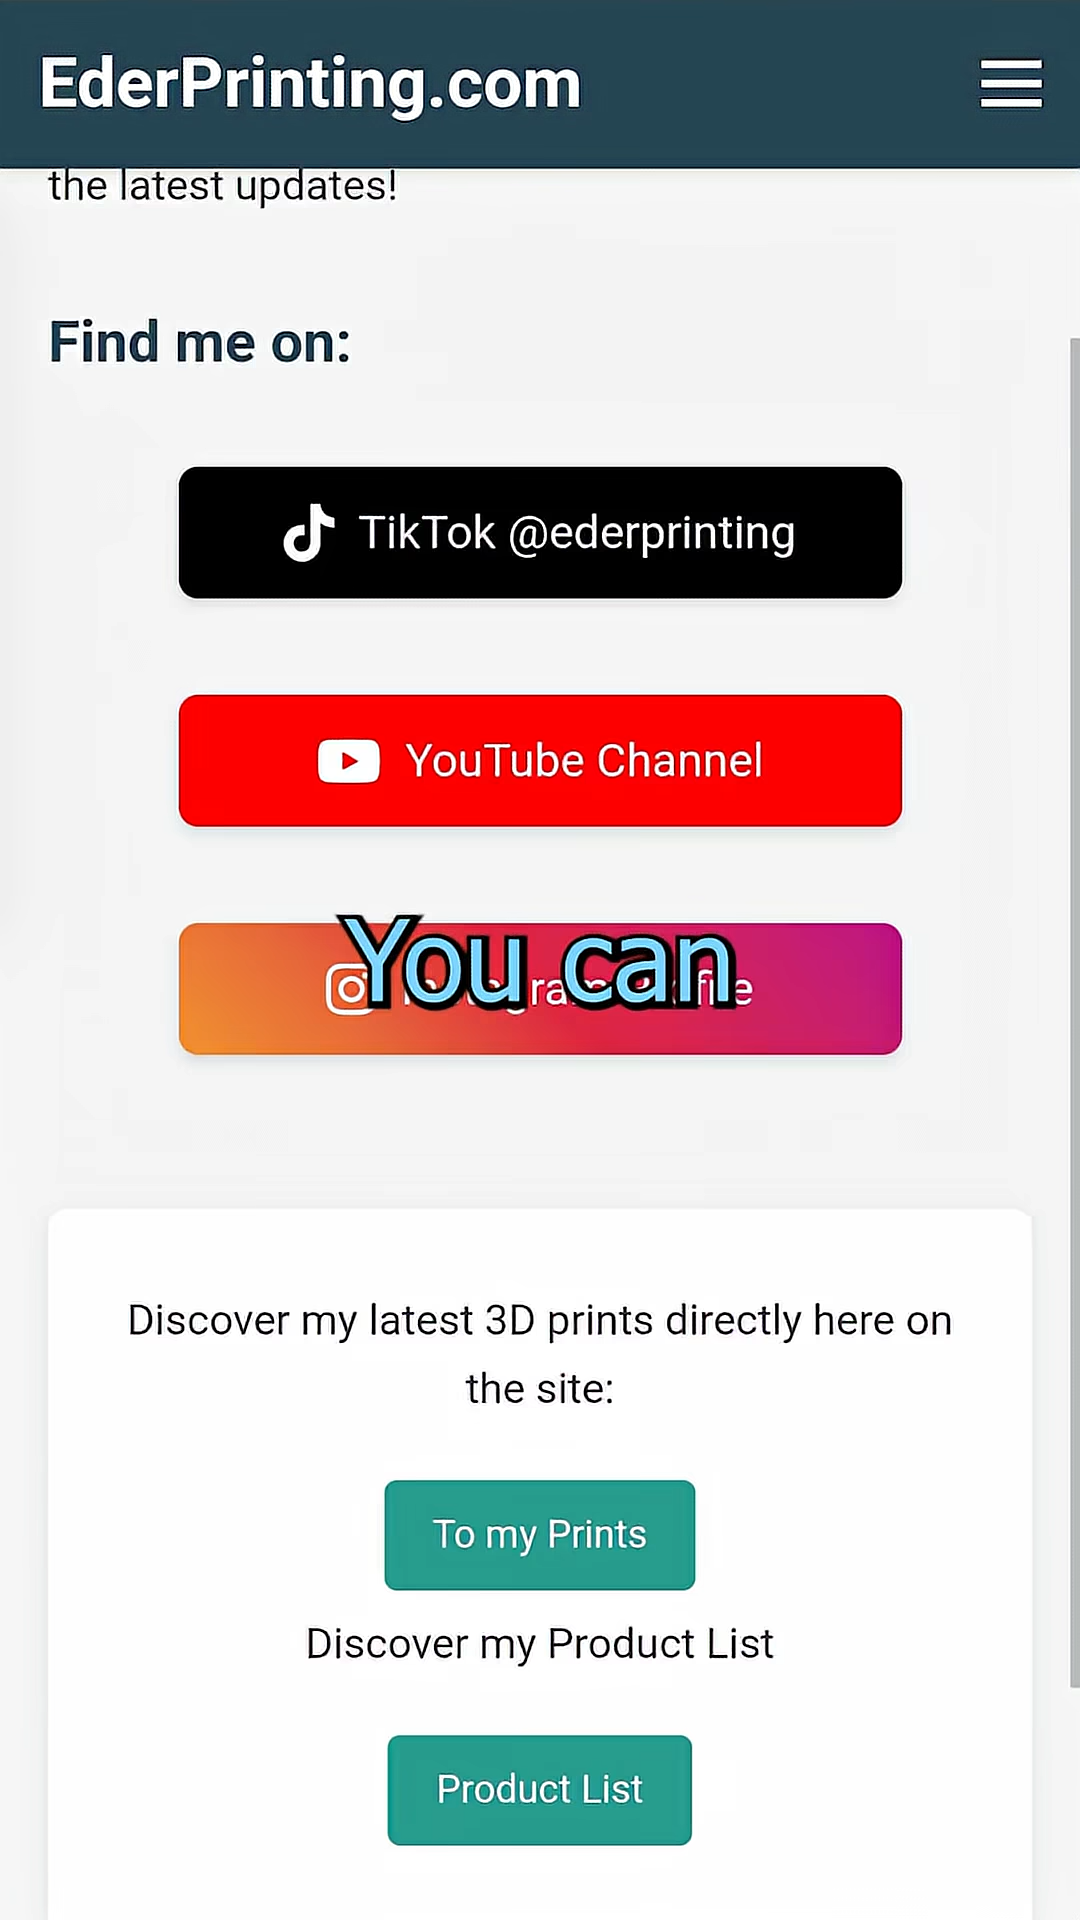 EderPrinting.com
the latest updates!
Find me on:
TikTok @ederprinting
YouTube Channel
You can
Discover my latest 3D prints directly here on
the site:
To my Prints
Discover my Product List
Product List